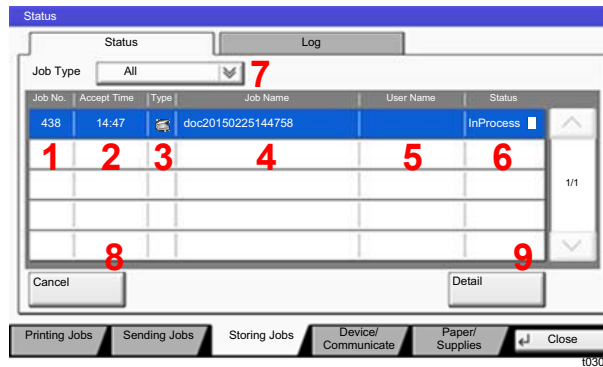 Status
Status Log
Job Type All 7
Job No. Accept Time Type Job Name User Name Status
438 14:47 doc20150225144758 InProcess
1 2 3 4 5 6
1/1
8 9
Cancel Detail
Printing Jobs Sending Jobs Storing Jobs Device/ Communicate Paper/ Supplies Close
t030